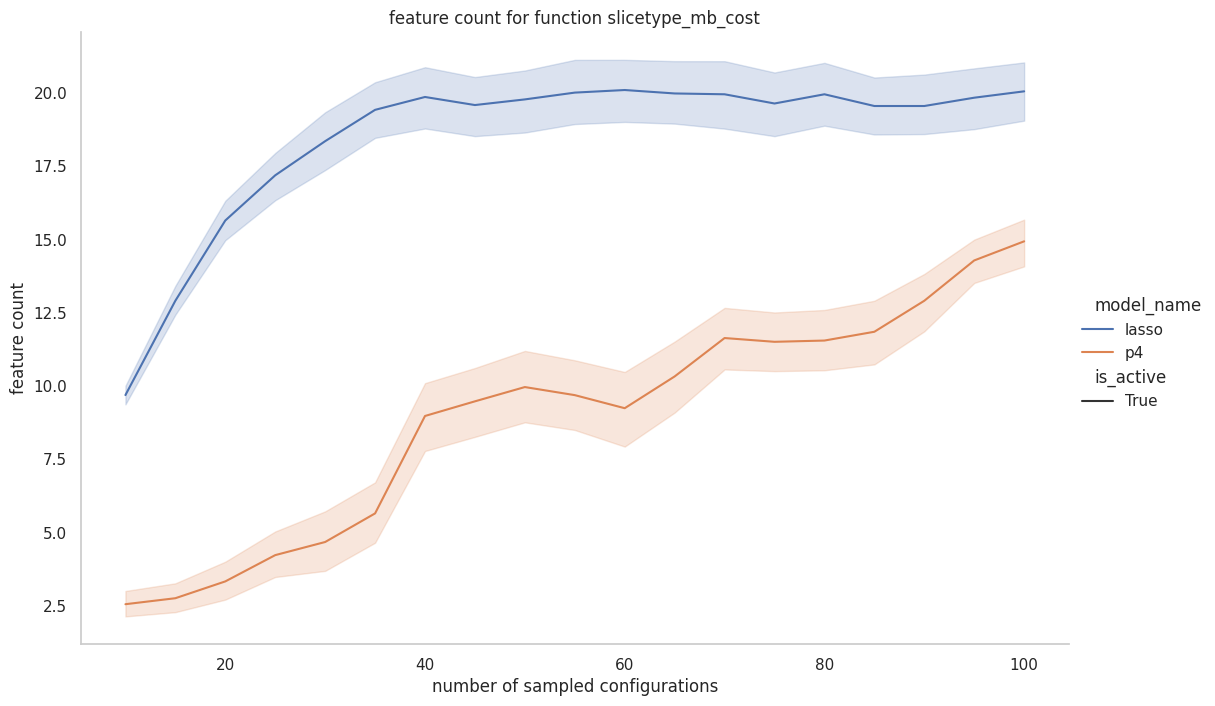 feature count for function slicetype_mb_cost
feature count
20.0
17.5
15.0
12.5
10.0
7.5
5.0
2.5
20
40
60
80
100
number of sampled configurations
model_name
lasso
p4
is_active
True